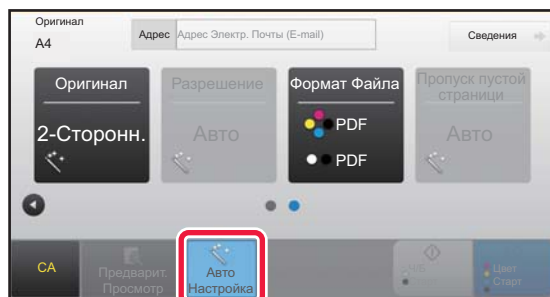 Оригинал
A4
Адрес Адрес Электр. Почты (E-mail)
Сведения
Оригинал
2-Сторонн.
Разрешение
Авто
Формат Файла
PDF
PDF
Пропуск пустой
страници
Авто
CA
Предварит.
Просмотр
Авто
Настройка
Ч/Б
Цвет
Старт